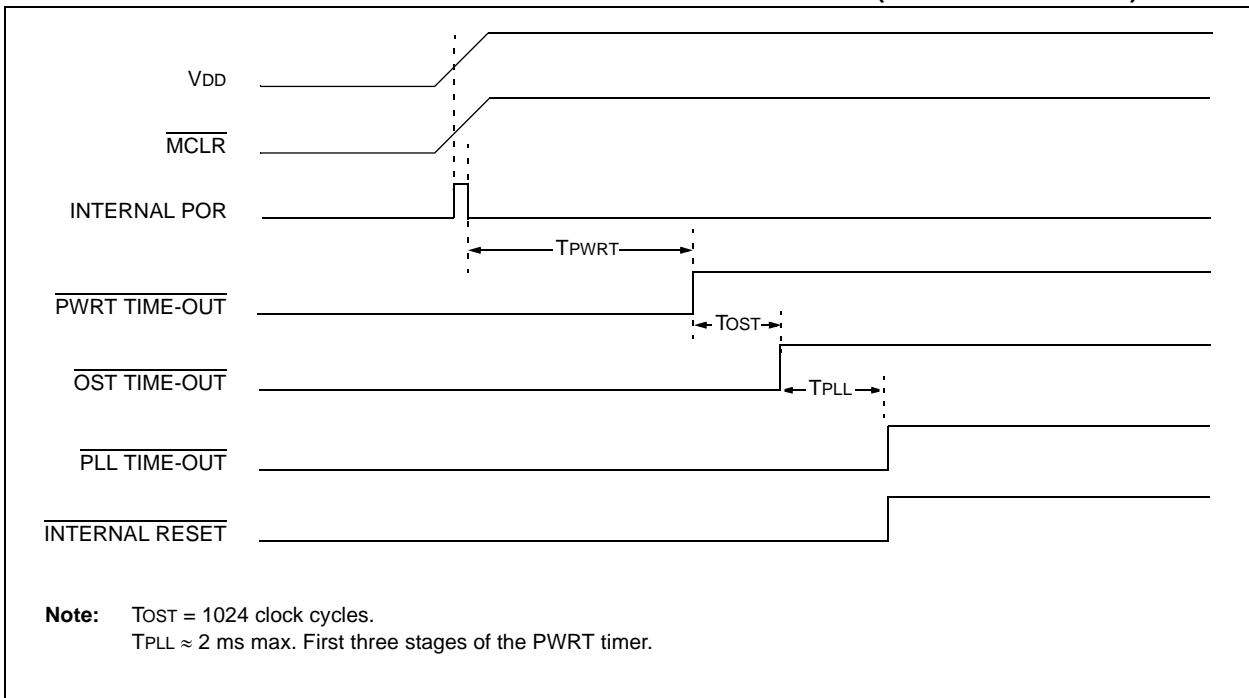 VDD
MCLR
INTERNAL POR
TPWRT
PWRT TIME-OUT
TOST
OST TIME-OUT
TPLL
PLL TIME-OUT
INTERNAL RESET
Note: TOST = 1024 clock cycles.
TPLL ≈ 2 ms max. First three stages of the PWRT timer.